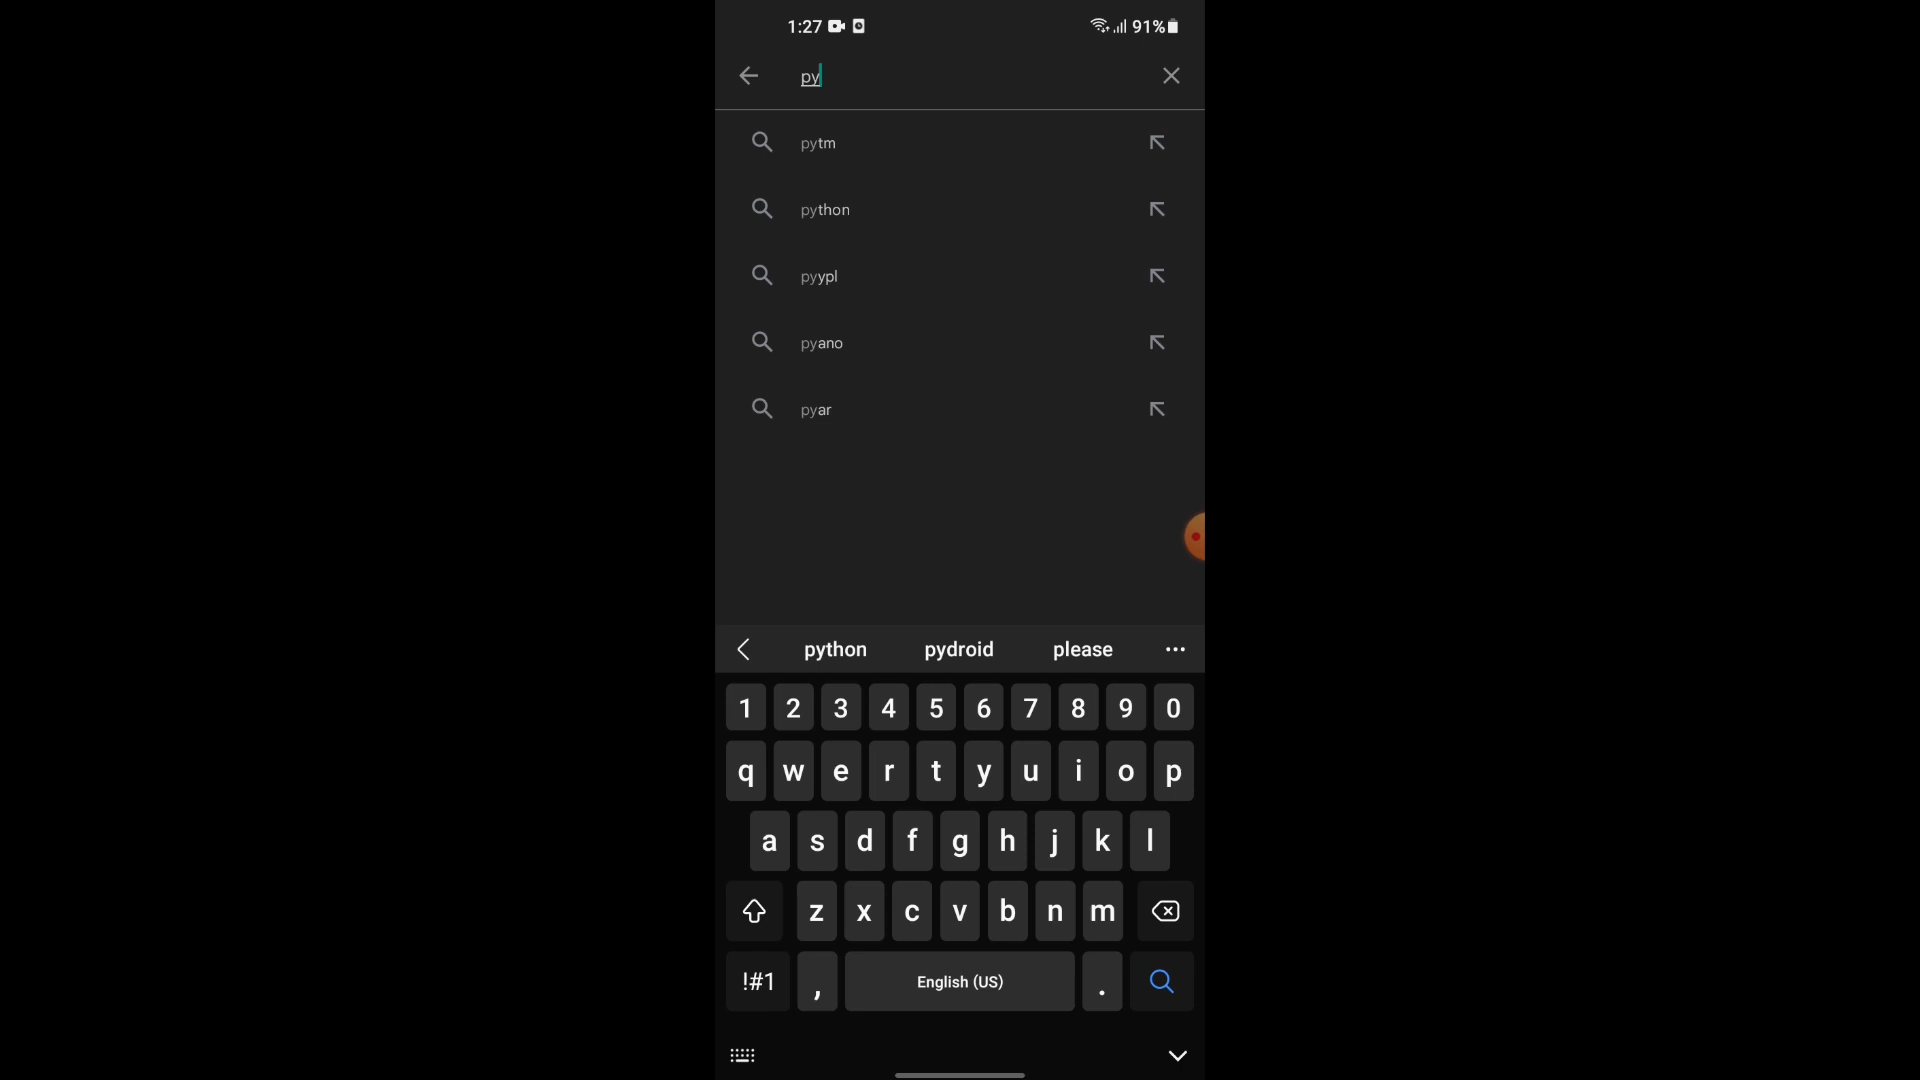 1:27 91%
py
pytm
python
pyypl
pyano
pyar
python pydroid please
1 2 3 4 5 6 7 8 9 0
q w e r t y u i o p
a s d f g h j k l
z x c v b n m
!#1 , English (US) .